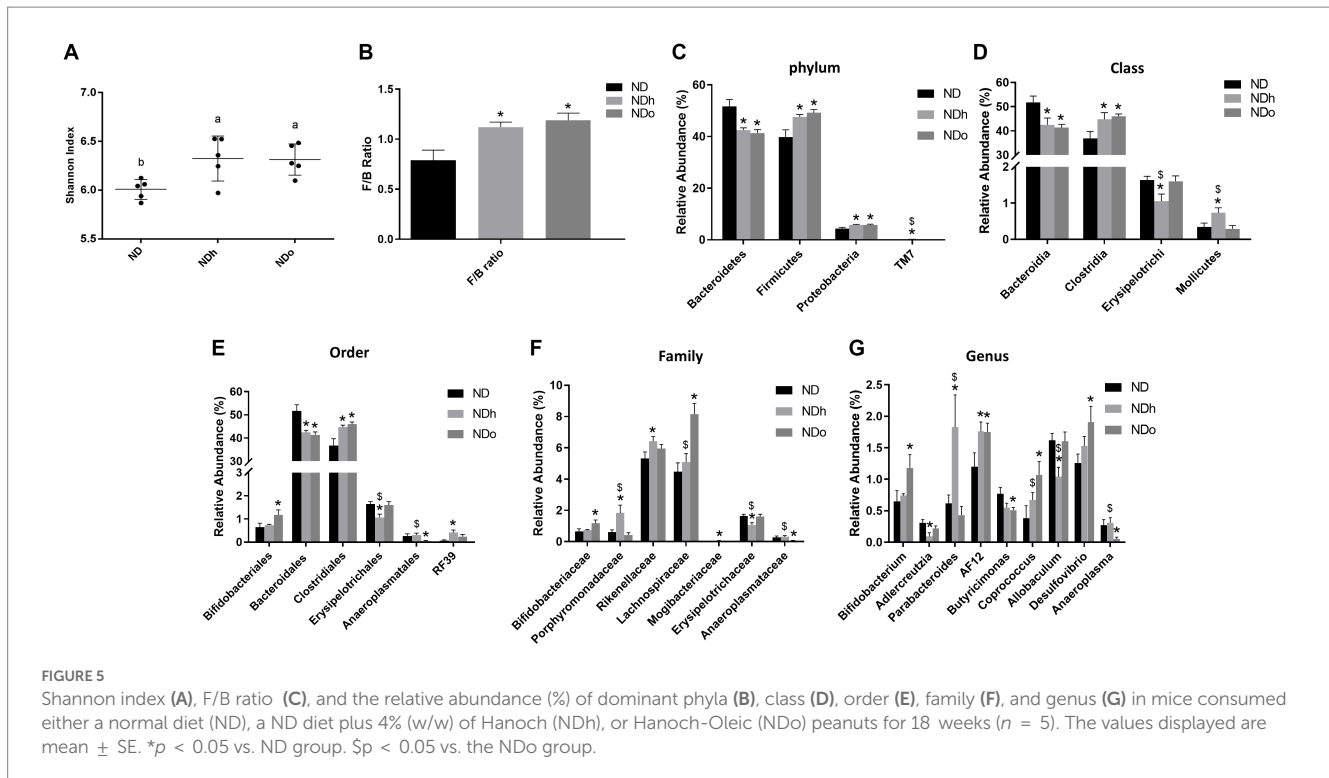 A
Shannon Index
7.0
6.5
6.0
5.5
b
a
a
ND
NDh
NDo
B
F/B Ratio
1.5
1.0
0.5
0.0
*
*
F/B ratio
ND
NDh
NDo
C
phylum
Relative Abundance (%)
60
40
20
0
* *
* *
* *
$
*
Bacteroidetes
Firmicutes
Proteobacteria
TM7
ND
NDh
NDo
D
Class
Relative Abundance (%)
60
50
40
30
2
1
0
* *
* *
$
*
$
*
Bacteroidia
Clostridia
Erysipelotrichi
Mollicutes
ND
NDh
NDo
E
Order
Relative Abundance (%)
60
50
40
30
3
2
1
0
*
* *
* *
$
*
$
*
*
Bifidobacteriales
Bacteroidales
Clostridiales
Erysipelotrichales
Anaeroplasmatales
RF39
ND
NDh
NDo
F
Family
Relative Abundance (%)
10
8
6
4
2
0
*
$
*
*
$
*
*
$
*
$
*
Bifidobacteriaceae
Porphyromonadaceae
Rikenellaceae
Lachnospiraceae
Mogibacteriaceae
Erysipelotrichaceae
Anaeroplasmataceae
ND
NDh
NDo
G
Genus
Relative Abundance (%)
2.5
2.0
1.5
1.0
0.5
0.0
*
*
$
*
* *
*
$
*
$
*
*
$
*
Bifidobacterium
Adlercreutzia
Parabacteroides
AF12
Butyricimonas
Coprococcus
Allobaculum
Desulfovibrio
Anaeroplasma
ND
NDh
NDo
FIGURE 5
Shannon index (A), F/B ratio (C), and the relative abundance (%) of dominant phyla (B), class (D), order (E), family (F), and genus (G) in mice consumed
either a normal diet (ND), a ND diet plus 4% (w/w) of Hanoch (NDh), or Hanoch-Oleic (NDo) peanuts for 18 weeks (n = 5). The values displayed are
mean ± SE. *p < 0.05 vs. ND group. $p < 0.05 vs. the NDo group.